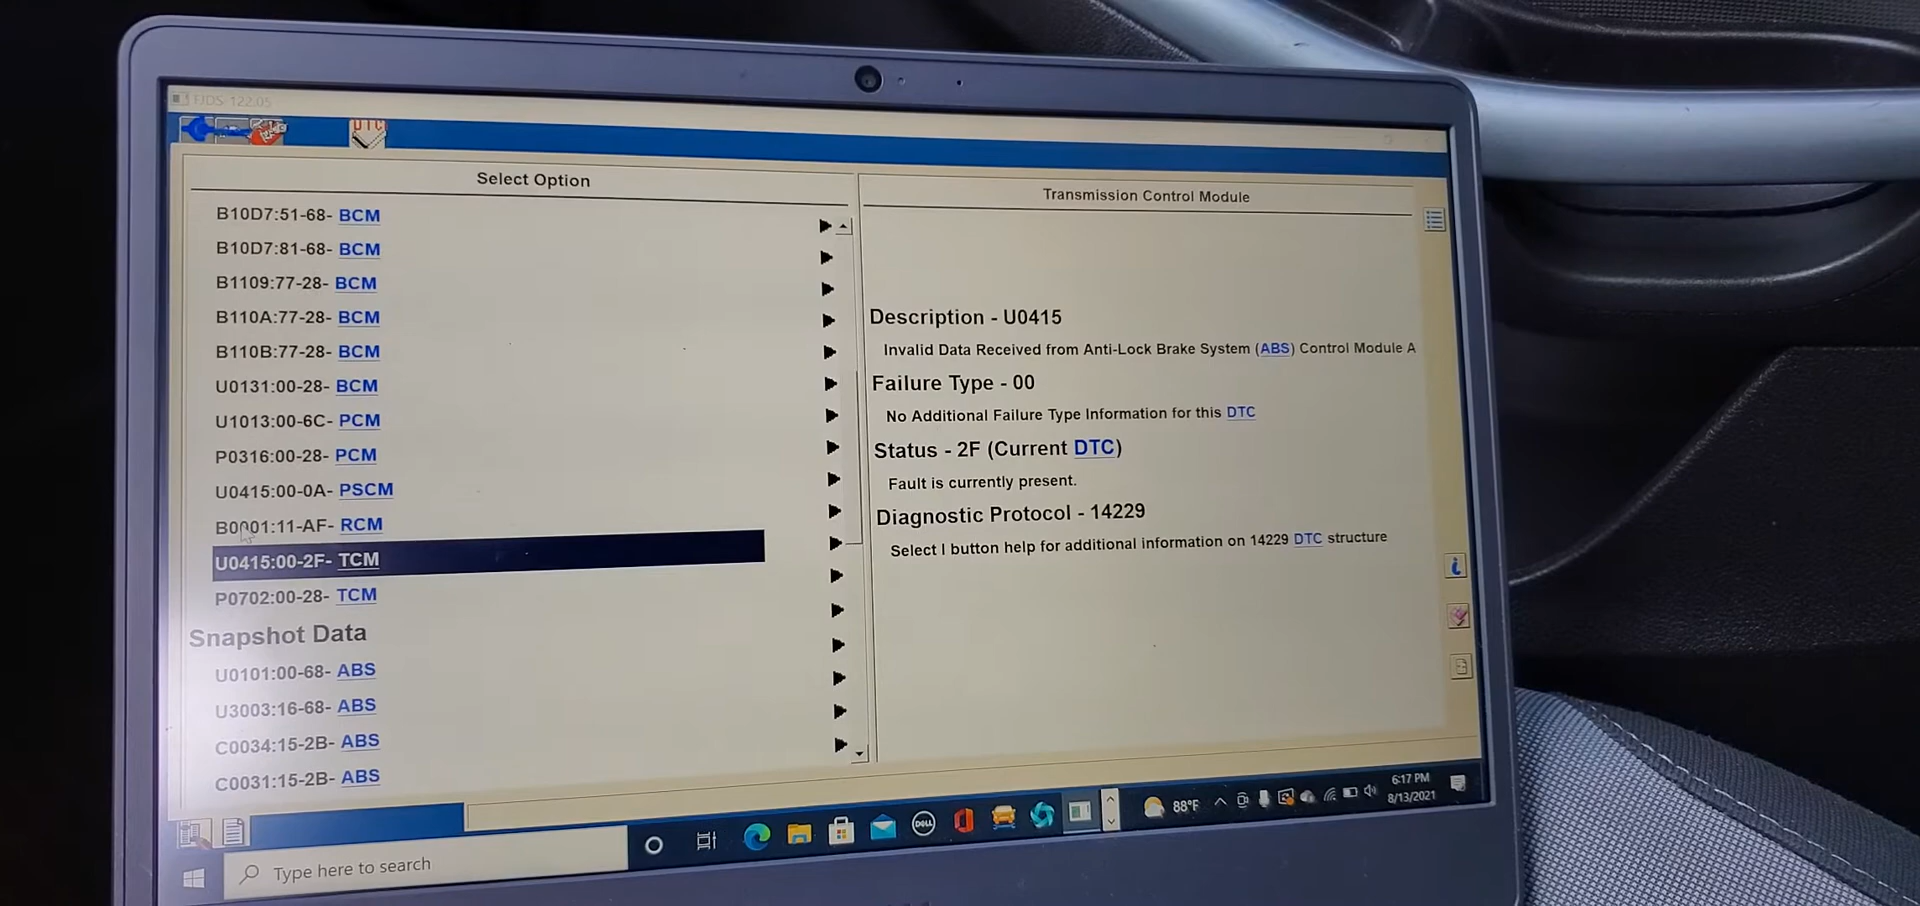 FJDS-122.05
DTC
Select Option
B10D7:51-68- BCM
B10D7:81-68- BCM
B1109:77-28- BCM
B110A:77-28- BCM
B110B:77-28- BCM
U0131:00-28- BCM
U1013:00-6C- PCM
P0316:00-28- PCM
U0415:00-0A- PSCM
B0001:11-AF- RCM
U0415:00-2F- TCM
P0702:00-28- TCM
Snapshot Data
U0101:00-68- ABS
U3003:16-68- ABS
C0034:15-2B- ABS
C0031:15-2B- ABS
Transmission Control Module
Description - U0415
Invalid Data Received from Anti-Lock Brake System (ABS) Control Module A
Failure Type - 00
No Additional Failure Type Information for this DTC
Status - 2F (Current DTC)
Fault is currently present.
Diagnostic Protocol - 14229
Select I button help for additional information on 14229 DTC structure
Type here to search
DELL
88°F
6:17 PM
8/13/2021